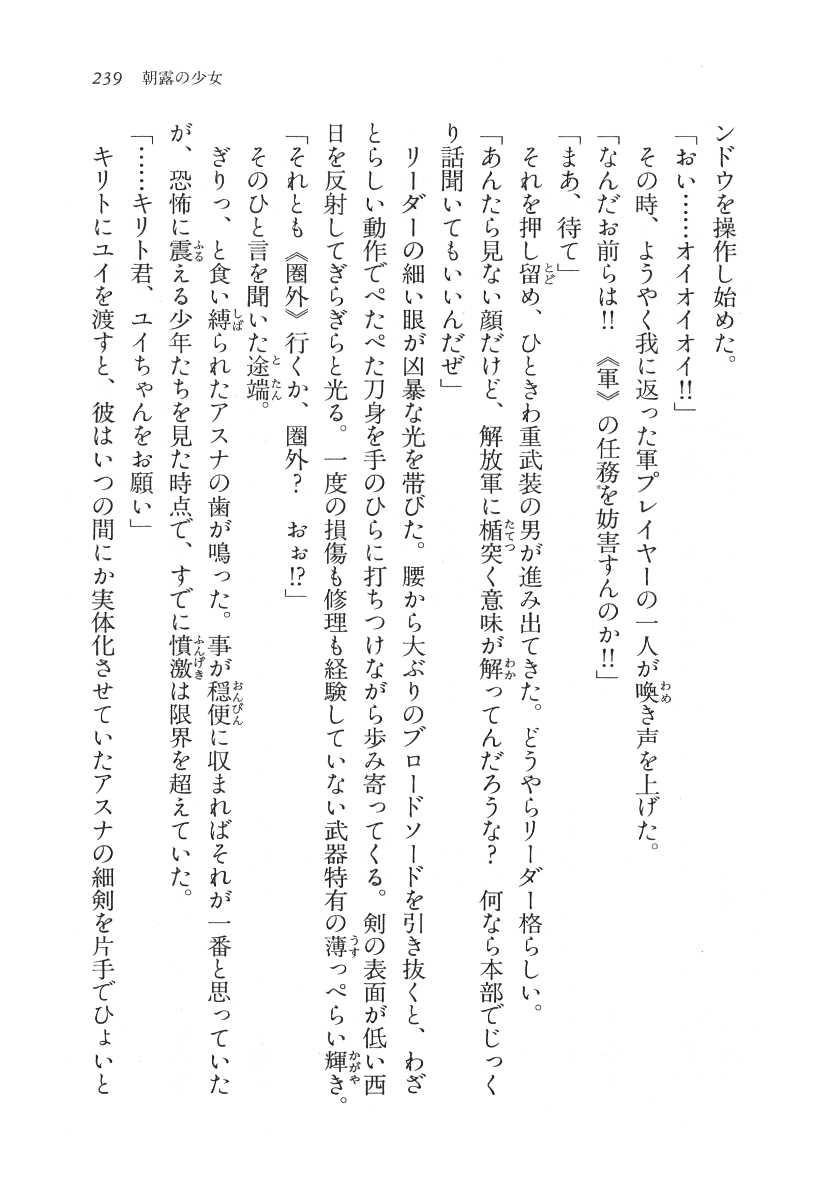 239 朝露の少女
ンドウを操作し始めた。
「おい……オイオイオイ!!」
その時、ようやく我に返った軍プレイヤーの一人が喚き声を上げた。
「なんだお前らは!! 《軍》の任務を妨害すんのか!!」
「まあ、待て」
それを押し留め、ひときわ重武装の男が進み出てきた。どうやらリーダー格らしい。
「あんたら見ない顔だけど、解放軍に楯突く意味が解ってんだろうな? 何なら本部でじっく
り話聞いてもいいんだぜ」
リーダーの細い眼が凶暴な光を帯びた。腰から大ぶりのブロードソードを引き抜くと、わざ
とらしい動作でぺたぺた刀身を手のひらに打ちつけながら歩み寄ってくる。剣の表面が低い西
日を反射してぎらぎらと光る。一度の損傷も修理も経験していない武器特有の薄っぺらい輝き。
「それとも《圏外》行くか、圏外? おぉ!?」
そのひと言を聞いた途端。
ぎりっ、と食い縛られたアスナの歯が鳴った。事が穏便に収まればそれが一番と思っていた
が、恐怖に震える少年たちを見た時点で、すでに憤激は限界を超えていた。
「……キリト君、ユイちゃんをお願い」
キリトにユイを渡すと、彼はいつの間にか実体化させていたアスナの細剣を片手でひょいと